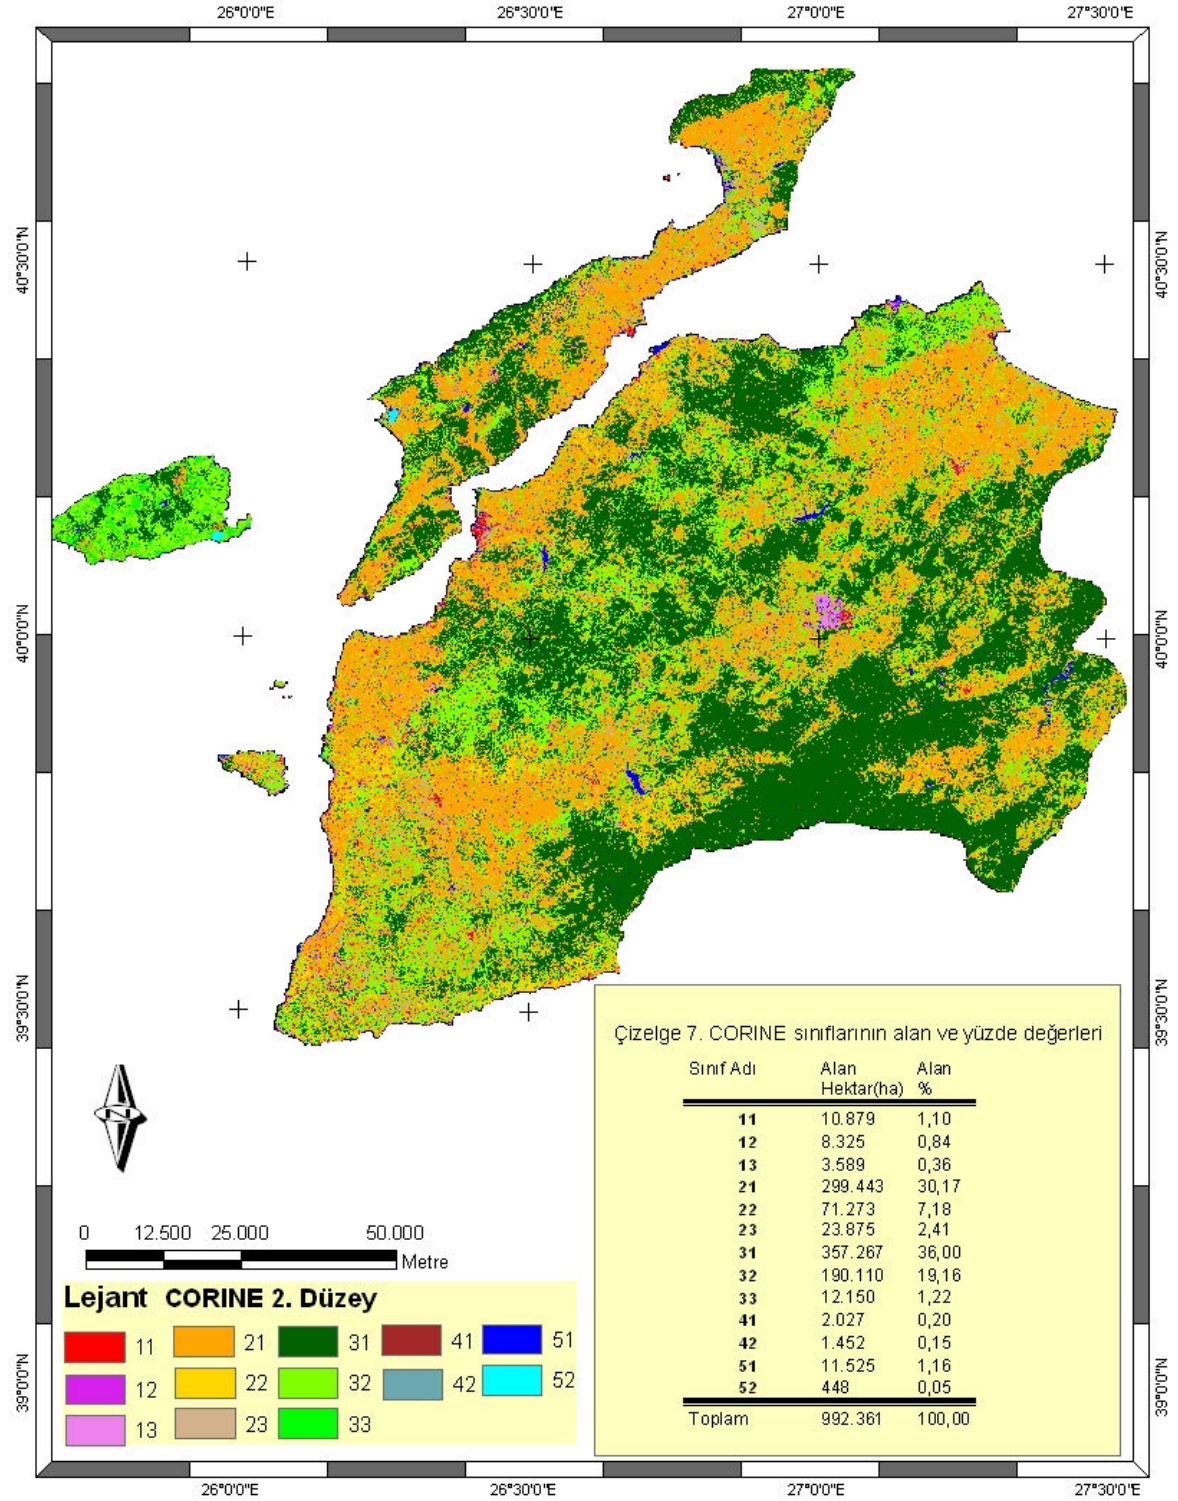 26°0'0"E 26°30'0"E 27°0'0"E 27°30'0"E
40°30'0"N 40°30'0"N
40°0'0"N 40°0'0"N
39°30'0"N 39°30'0"N
39°0'0"N 39°0'0"N
N
0 12.500 25.000 50.000
Metre
Lejant CORINE 2. Düzey
11 21 31 41 51
12 22 32 42 52
13 23 33
Çizelge 7. CORINE sınıflarının alan ve yüzde değerleri
Sınıf Adı Alan Alan
Hektar(ha) %
11 10.879 1,10
12 8.325 0,84
13 3.589 0,36
21 299.443 30,17
22 71.273 7,18
23 23.875 2,41
31 357.267 36,00
32 190.110 19,16
33 12.150 1,22
41 2.027 0,20
42 1.452 0,15
51 11.525 1,16
52 448 0,05
Toplam 992.361 100,00
26°0'0"E 26°30'0"E 27°0'0"E 27°30'0"E